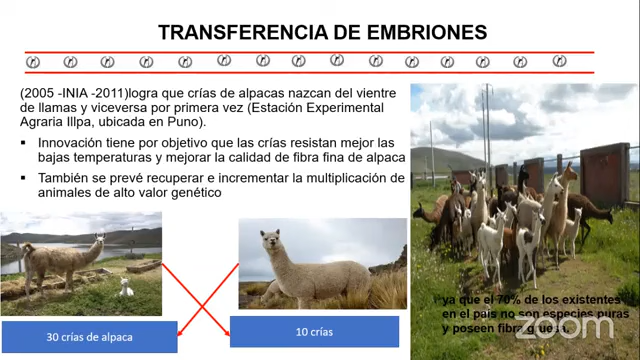 TRANSFERENCIA DE EMBRIONES
(2005 -INIA -2011)logra que crías de alpacas nazcan del vientre
de llamas y viceversa por primera vez (Estación Experimental
Agraria Illpa, ubicada en Puno).
▪ Innovación tiene por objetivo que las crías resistan mejor las
bajas temperaturas y mejorar la calidad de fibra fina de alpaca
▪ También se prevé recuperar e incrementar la multiplicación de
animales de alto valor genético
30 crías de alpaca
10 crías
ya que el 70% de los existentes
en el país no son especies puras
y poseen fibra gruesa.
zoom